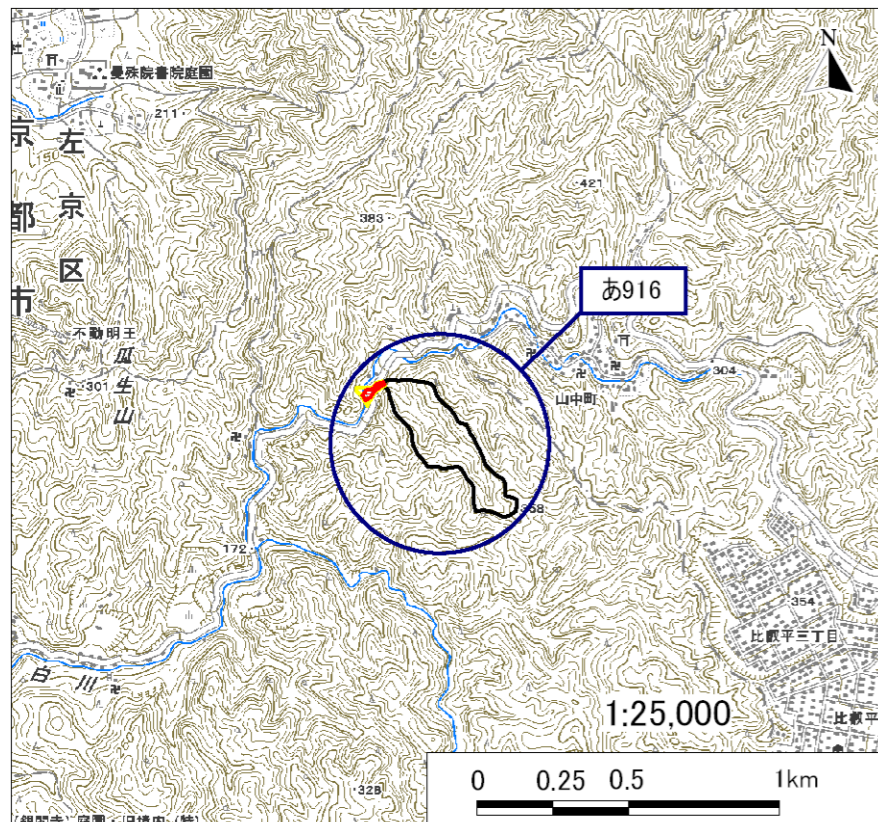 N
曼殊院書院庭園
211
京都市
左京区
421
383
あ916
不動明王
瓜生山
301
304
山中町
358
172
354
比叡平三丁目
白川
1:25,000
比叡平
328
0 0.25 0.5 1km